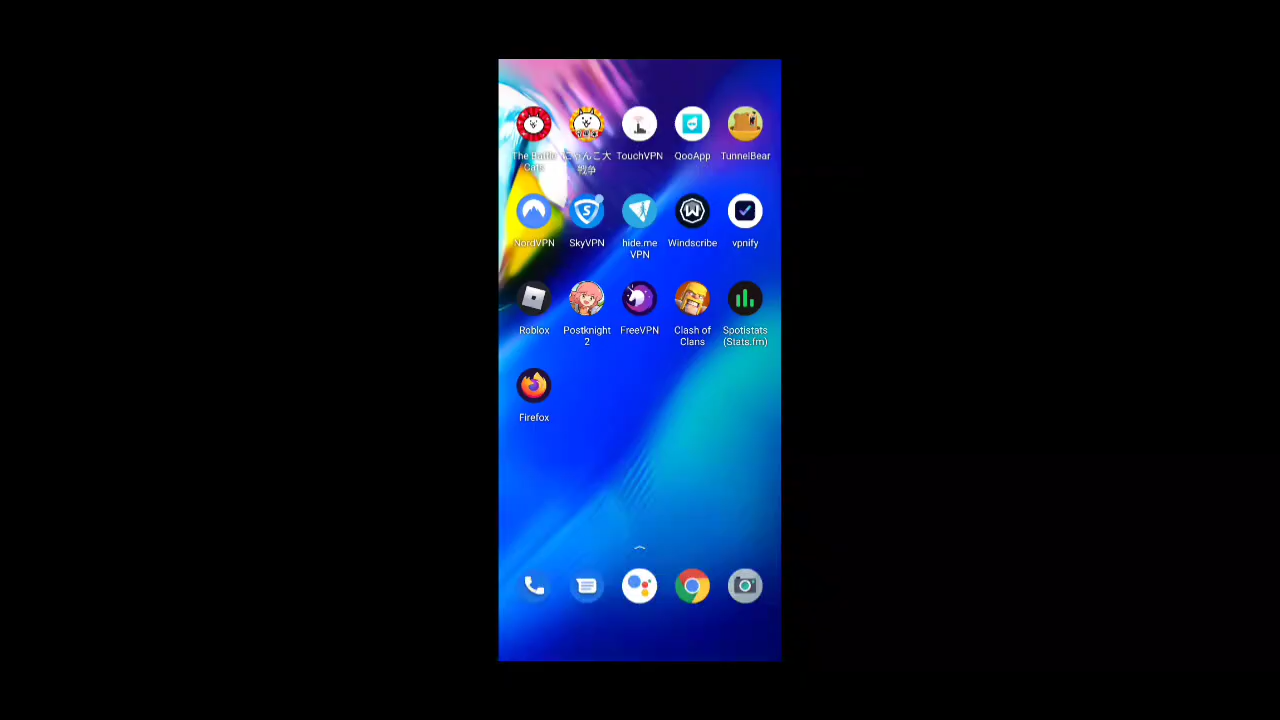 The Battle
Cats
にゃんこ大
戦争
TouchVPN
QooApp
TunnelBear
NordVPN
SkyVPN
hide.me
VPN
Windscribe
vpnify
Roblox
Postknight
2
FreeVPN
Clash of
Clans
Spotistats
(Stats.fm)
Firefox